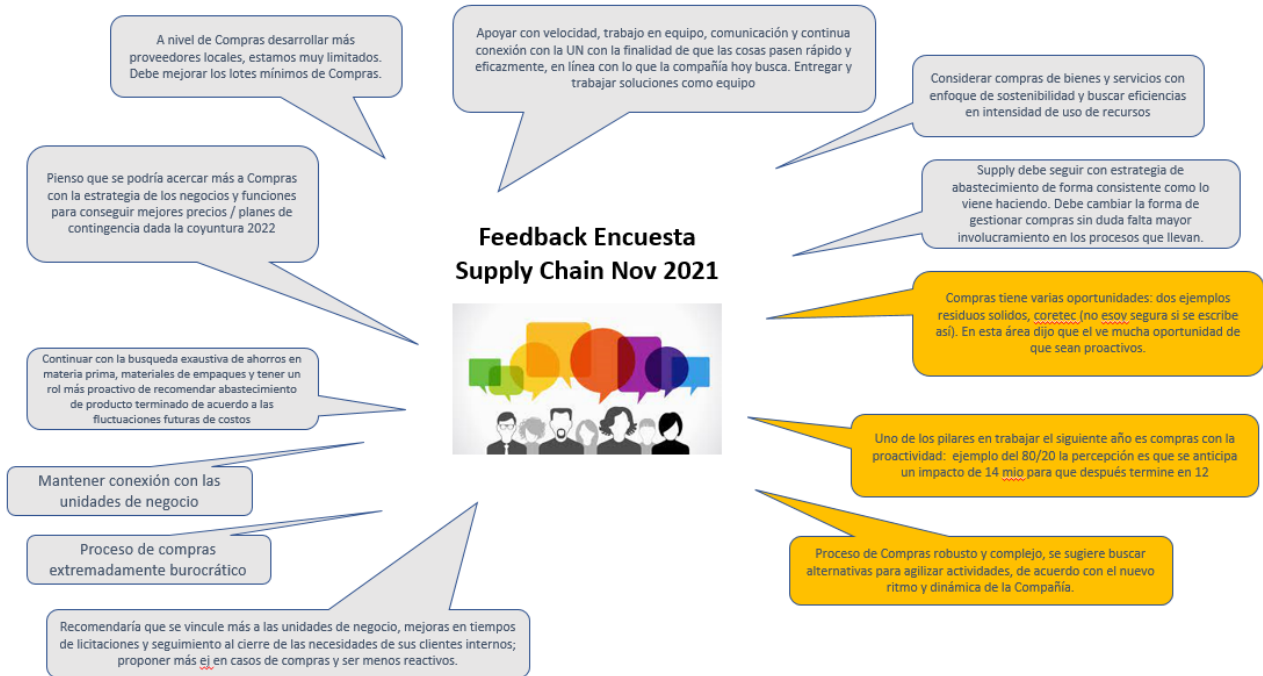 A nivel de Compras desarrollar más
proveedores locales, estamos muy limitados.
Debe mejorar los lotes mínimos de Compras.
Apoyar con velocidad, trabajo en equipo, comunicación y continua
conexión con la UN con la finalidad de que las cosas pasen rápido y
eficazmente, en línea con lo que la compañía hoy busca. Entregar y
trabajar soluciones como equipo
Considerar compras de bienes y servicios con
enfoque de sostenibilidad y buscar eficiencias
en intensidad de uso de recursos
Pienso que se podría acercar más a Compras
con la estrategia de los negocios y funciones
para conseguir mejores precios / planes de
contingencia dada la coyuntura 2022
Supply debe seguir con estrategia de
abastecimiento de forma consistente como lo
viene haciendo. Debe cambiar la forma de
gestionar compras sin duda falta mayor
involucramiento en los procesos que llevan.
Feedback Encuesta
Supply Chain Nov 2021
Compras tiene varias oportunidades: dos ejemplos
residuos solidos, coretec (no esoy segura si se escribe
así). En esta área dijo que el ve mucha oportunidad de
que sean proactivos.
Continuar con la busqueda exaustiva de ahorros en
materia prima, materiales de empaques y tener un
rol más proactivo de recomendar abastecimiento
de producto terminado de acuerdo a las
fluctuaciones futuras de costos
Uno de los pilares en trabajar el siguiente año es compras con la
proactividad: ejemplo del 80/20 la percepción es que se anticipa
un impacto de 14 mio para que después termine en 12
Mantener conexión con las
unidades de negocio
Proceso de compras
extremadamente burocrático
Proceso de Compras robusto y complejo, se sugiere buscar
alternativas para agilizar actividades, de acuerdo con el nuevo
ritmo y dinámica de la Compañía.
Recomendaría que se vincule más a las unidades de negocio, mejoras en tiempos
de licitaciones y seguimiento al cierre de las necesidades de sus clientes internos;
proponer más ej en casos de compras y ser menos reactivos.